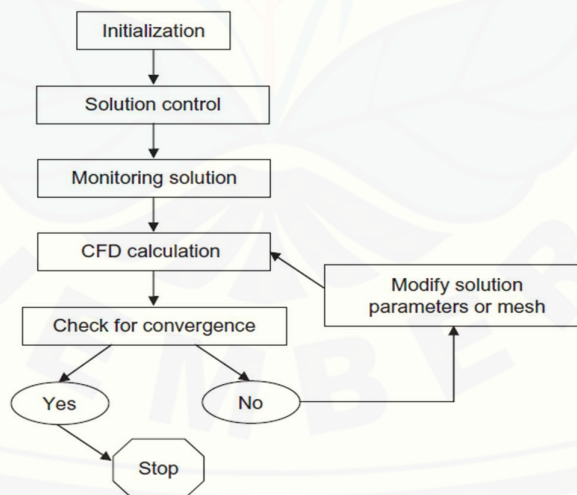 Initialization
Solution control
Monitoring solution
CFD calculation
Modify solution
parameters or mesh
Check for convergence
Yes
No
Stop